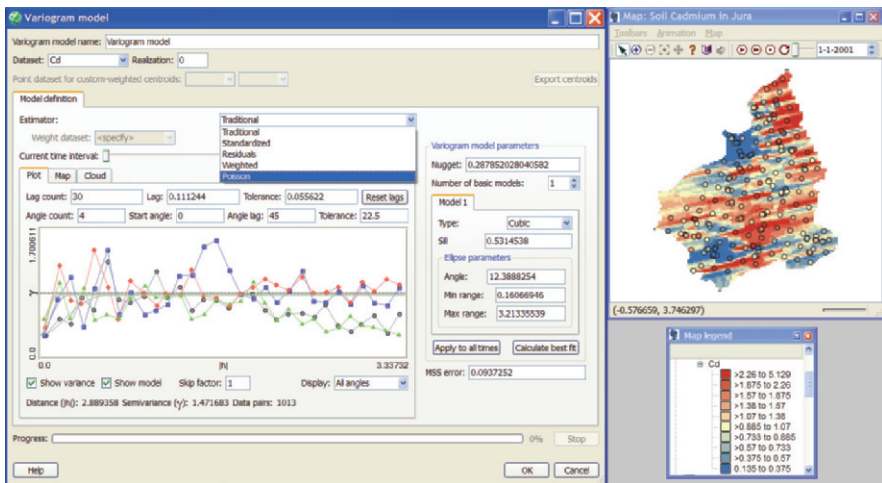 Variogram model
Variogram model name: Variogram model
Dataset: Cd Realization: 0
Point dataset for custom-weighted centroids: Export centroids
Model definition
Estimator: Traditional
Traditional
Standardized
Residuals
Weighted
Poisson
Weight dataset: <specify>
Current time interval:
Plot Map Cloud
Lag count: 30 Lag: 0.111244 Tolerance: 0.055622 Reset lags
Angle count: 4 Start angle: 0 Angle lag: 45 Tolerance: 22.5
1.700611
γ
0.0
0.0 |h| 3.33732
Show variance Show model Skip factor: 1 Display: All angles
Distance (|h|): 2.889358 Semivariance (γ): 1.471683 Data pairs: 1013
Variogram model parameters
Nugget: 0.287852028040582
Number of basic models: 1
Model 1
Type: Cubic
Sill 0.5314538
Ellipse parameters
Angle: 12.3888254
Min range: 0.16066946
Max range: 3.21335539
Apply to all times Calculate best fit
MSS error: 0.0937252
Progress: 0% Stop
Help OK Cancel
Map: Soil Cadmium in Jura
Toolbars Animation Map
1-1-2001
(-0.576659, 3.746297)
Map legend
Cd
>2.26 to 5.129
>1.875 to 2.26
>1.57 to 1.875
>1.38 to 1.57
>1.07 to 1.38
>0.885 to 1.07
>0.733 to 0.885
>0.57 to 0.733
>0.375 to 0.57
0.135 to 0.375